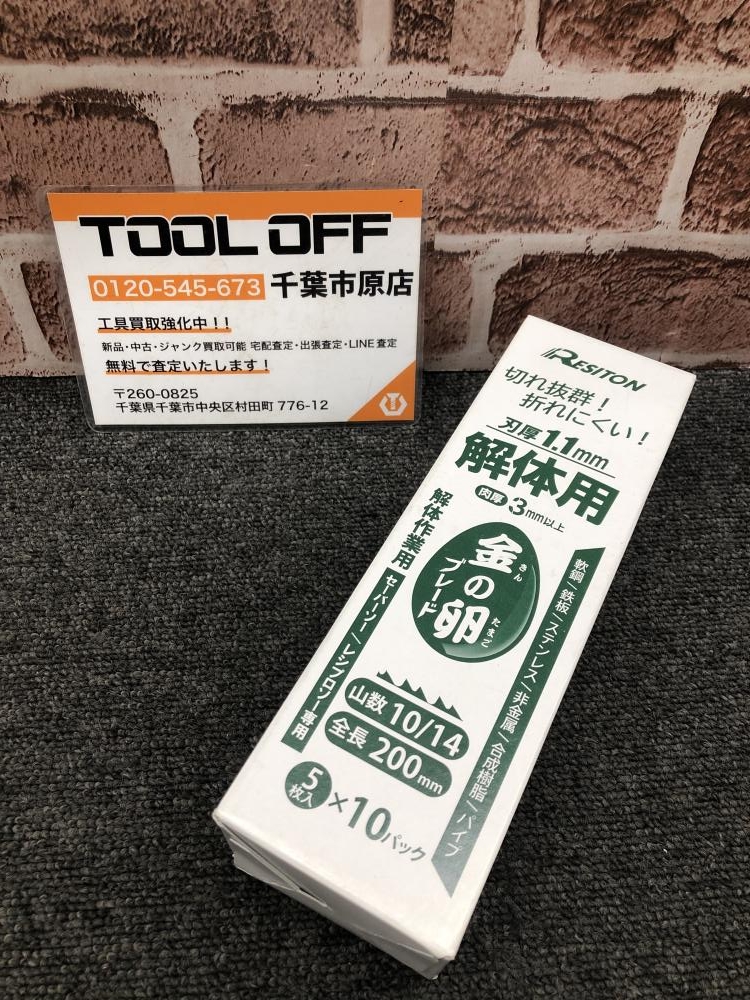 TOOL OFF
0120-545-673 千葉市原店
工具買取強化中!!
新品・中古・ジャンク買取可能 宅配査定・出張査定・LINE査定
無料で査定いたします!
〒260-0825
千葉県千葉市中央区村田町 776-12
RESITON
切れ抜群!
折れにくい!
刃厚1.1mm
解体用
肉厚 3mm以上
解体作業用 セーバーソー/レシプロソー専用
金の卵
きん
たまご
ブレード
軟鋼/鉄板/ステンレス/非金属/合成樹脂/パイプ
山数 10/14
全長 200mm
5枚入×10パック